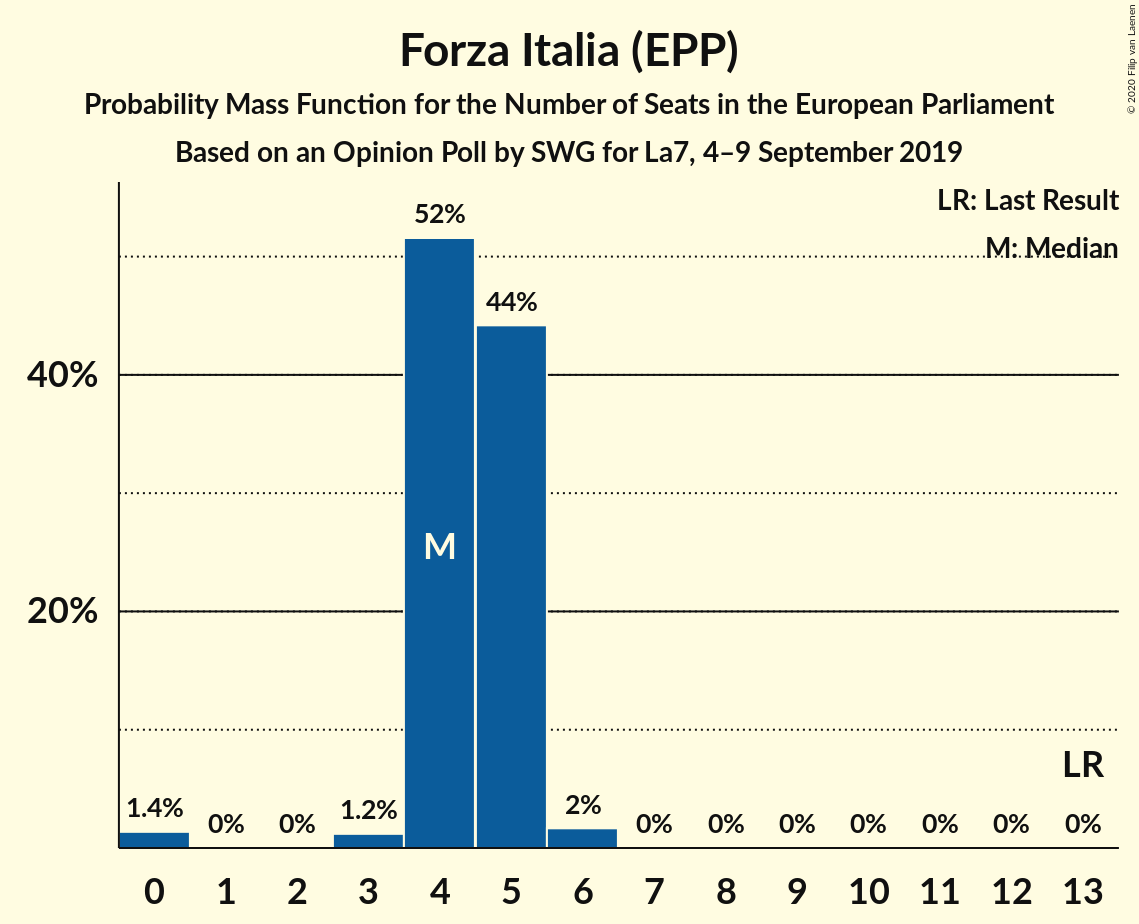 Forza Italia (EPP)
Probability Mass Function for the Number of Seats in the European Parliament
Based on an Opinion Poll by SWG for La7, 4–9 September 2019
© 2020 Filip van Laenen
LR: Last Result
M: Median
52%
44%
40%
M
20%
LR
1.4% 0% 0% 1.2% 2% 0% 0% 0% 0% 0% 0% 0%
0 1 2 3 4 5 6 7 8 9 10 11 12 13